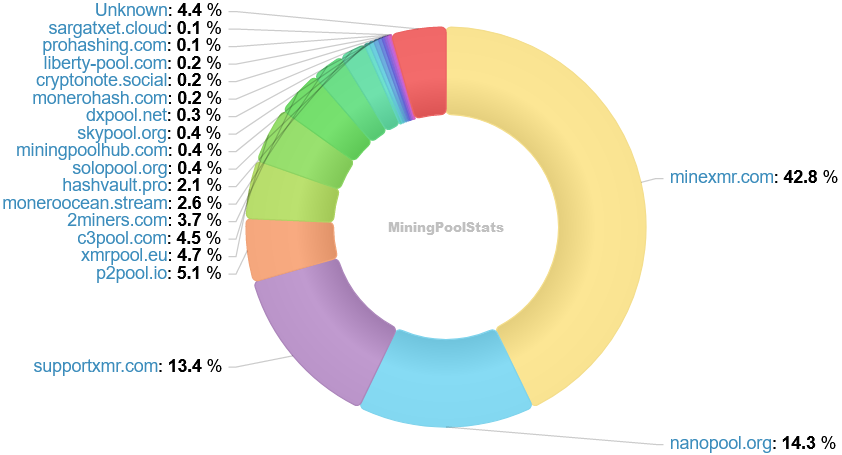 Unknown: 4.4 %
sargatxet.cloud: 0.1 %
prohashing.com: 0.1 %
liberty-pool.com: 0.2 %
cryptonote.social: 0.2 %
monerohash.com: 0.2 %
dxpool.net: 0.3 %
skypool.org: 0.4 %
miningpoolhub.com: 0.4 %
solopool.org: 0.4 %
hashvault.pro: 2.1 %
moneroocean.stream: 2.6 %
2miners.com: 3.7 %
c3pool.com: 4.5 %
xmrpool.eu: 4.7 %
p2pool.io: 5.1 %
supportxmr.com: 13.4 %
MiningPoolStats
minexmr.com: 42.8 %
nanopool.org: 14.3 %